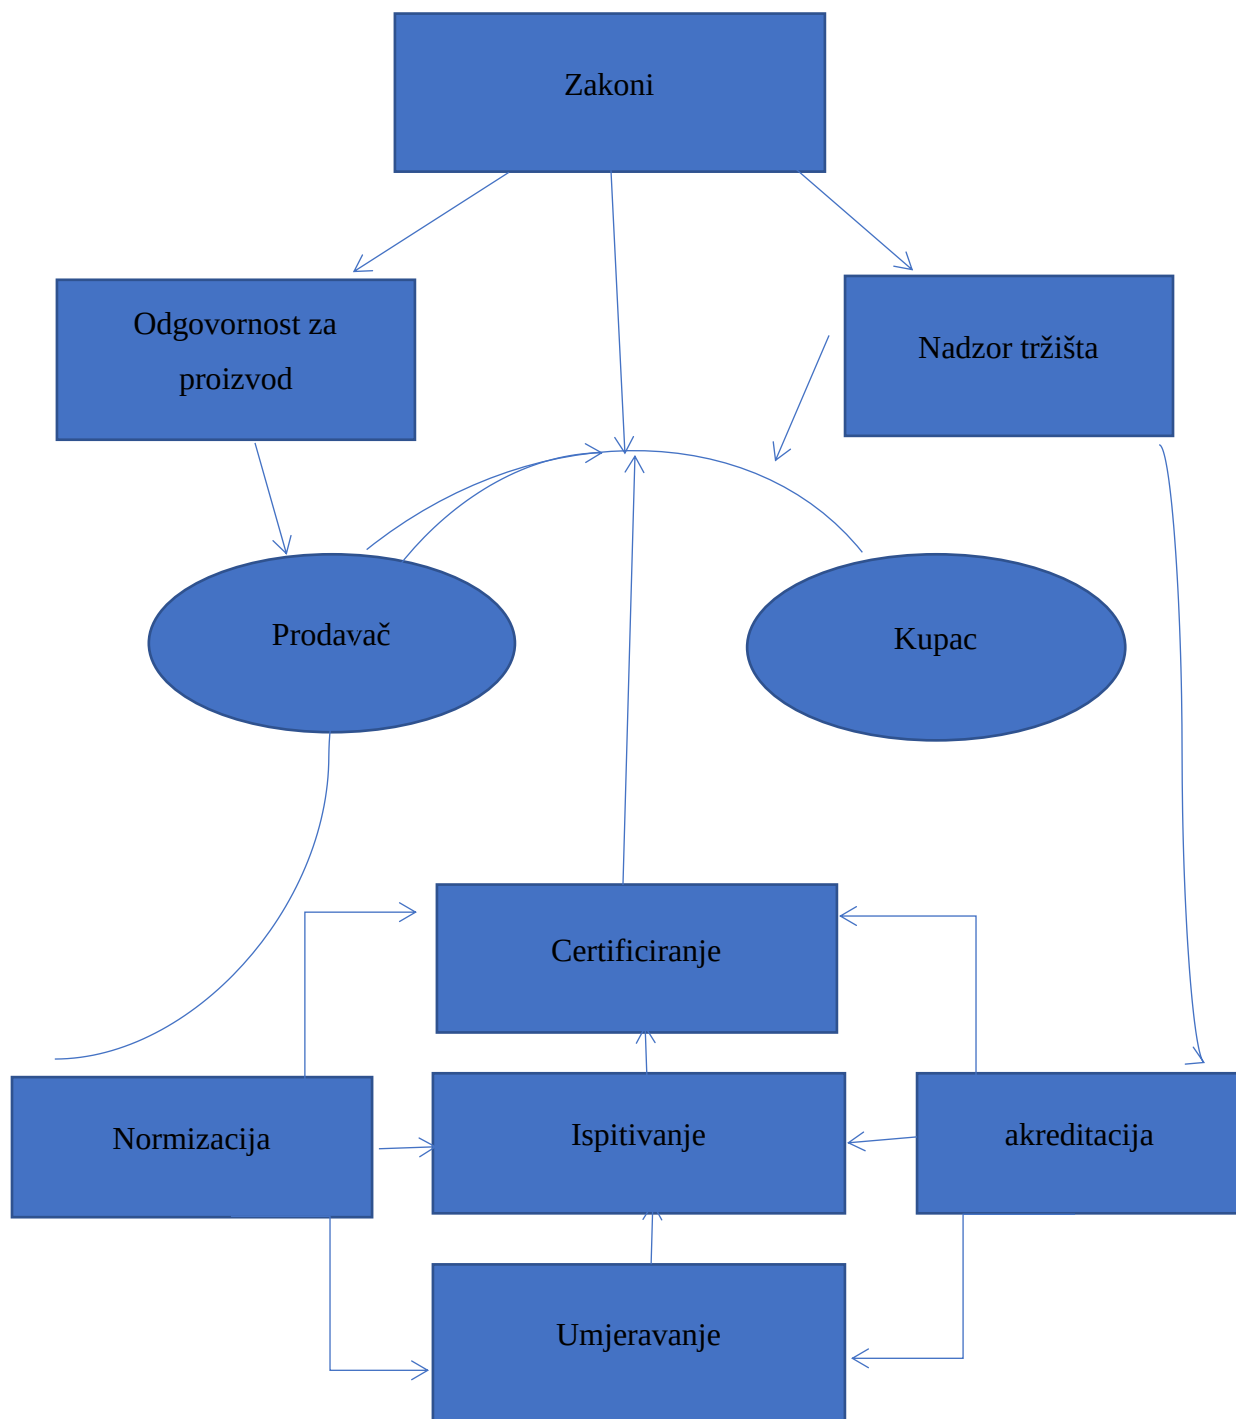 Zakoni
Odgovornost za
proizvod
Nadzor tržišta
Prodavač
Kupac
Certificiranje
Normizacija
Ispitivanje
akreditacija
Umjeravanje